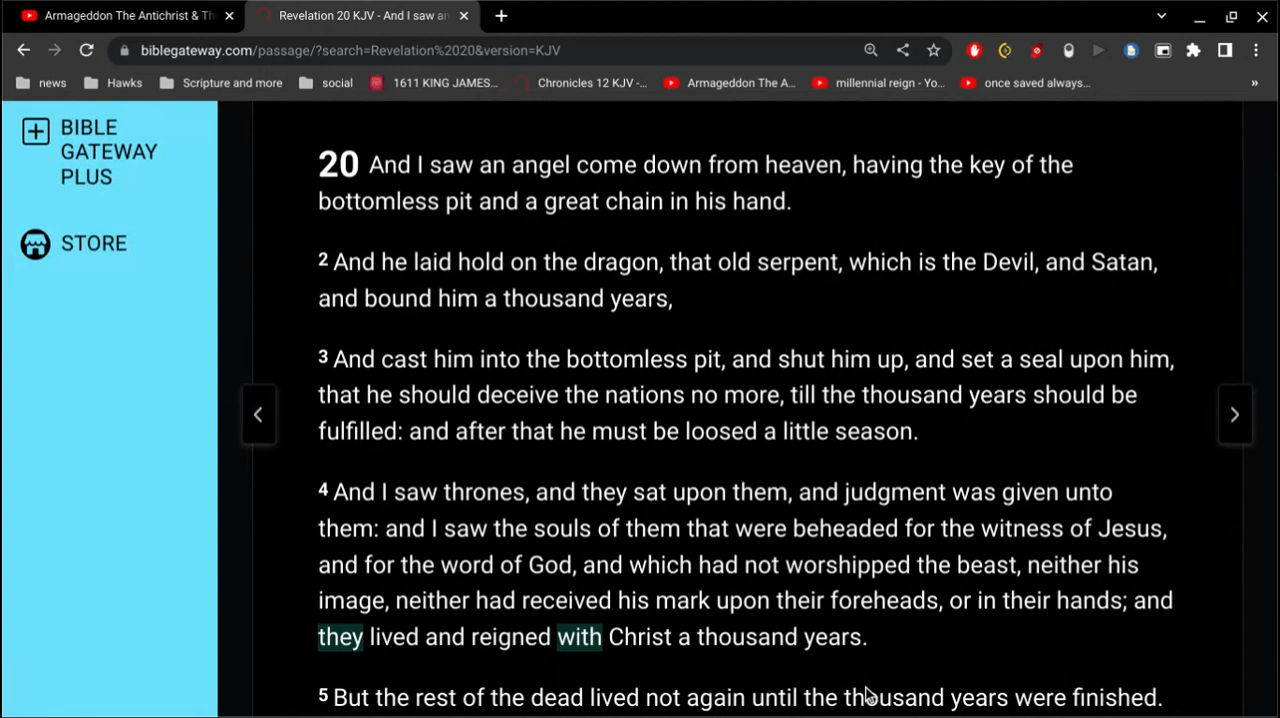 Armageddon The Antichrist & Th
Revelation 20 KJV - And I saw an
biblegateway.com/passage/?search=Revelation%2020&version=KJV
news Hawks Scripture and more social 1611 KING JAMES... Chronicles 12 KJV -... Armageddon The A... millennial reign - Yo... once saved always... »
BIBLE
GATEWAY
PLUS
STORE
20 And I saw an angel come down from heaven, having the key of the
bottomless pit and a great chain in his hand.
2 And he laid hold on the dragon, that old serpent, which is the Devil, and Satan,
and bound him a thousand years,
3 And cast him into the bottomless pit, and shut him up, and set a seal upon him,
that he should deceive the nations no more, till the thousand years should be
fulfilled: and after that he must be loosed a little season.
4 And I saw thrones, and they sat upon them, and judgment was given unto
them: and I saw the souls of them that were beheaded for the witness of Jesus,
and for the word of God, and which had not worshipped the beast, neither his
image, neither had received his mark upon their foreheads, or in their hands; and
they lived and reigned with Christ a thousand years.
5 But the rest of the dead lived not again until the thousand years were finished.